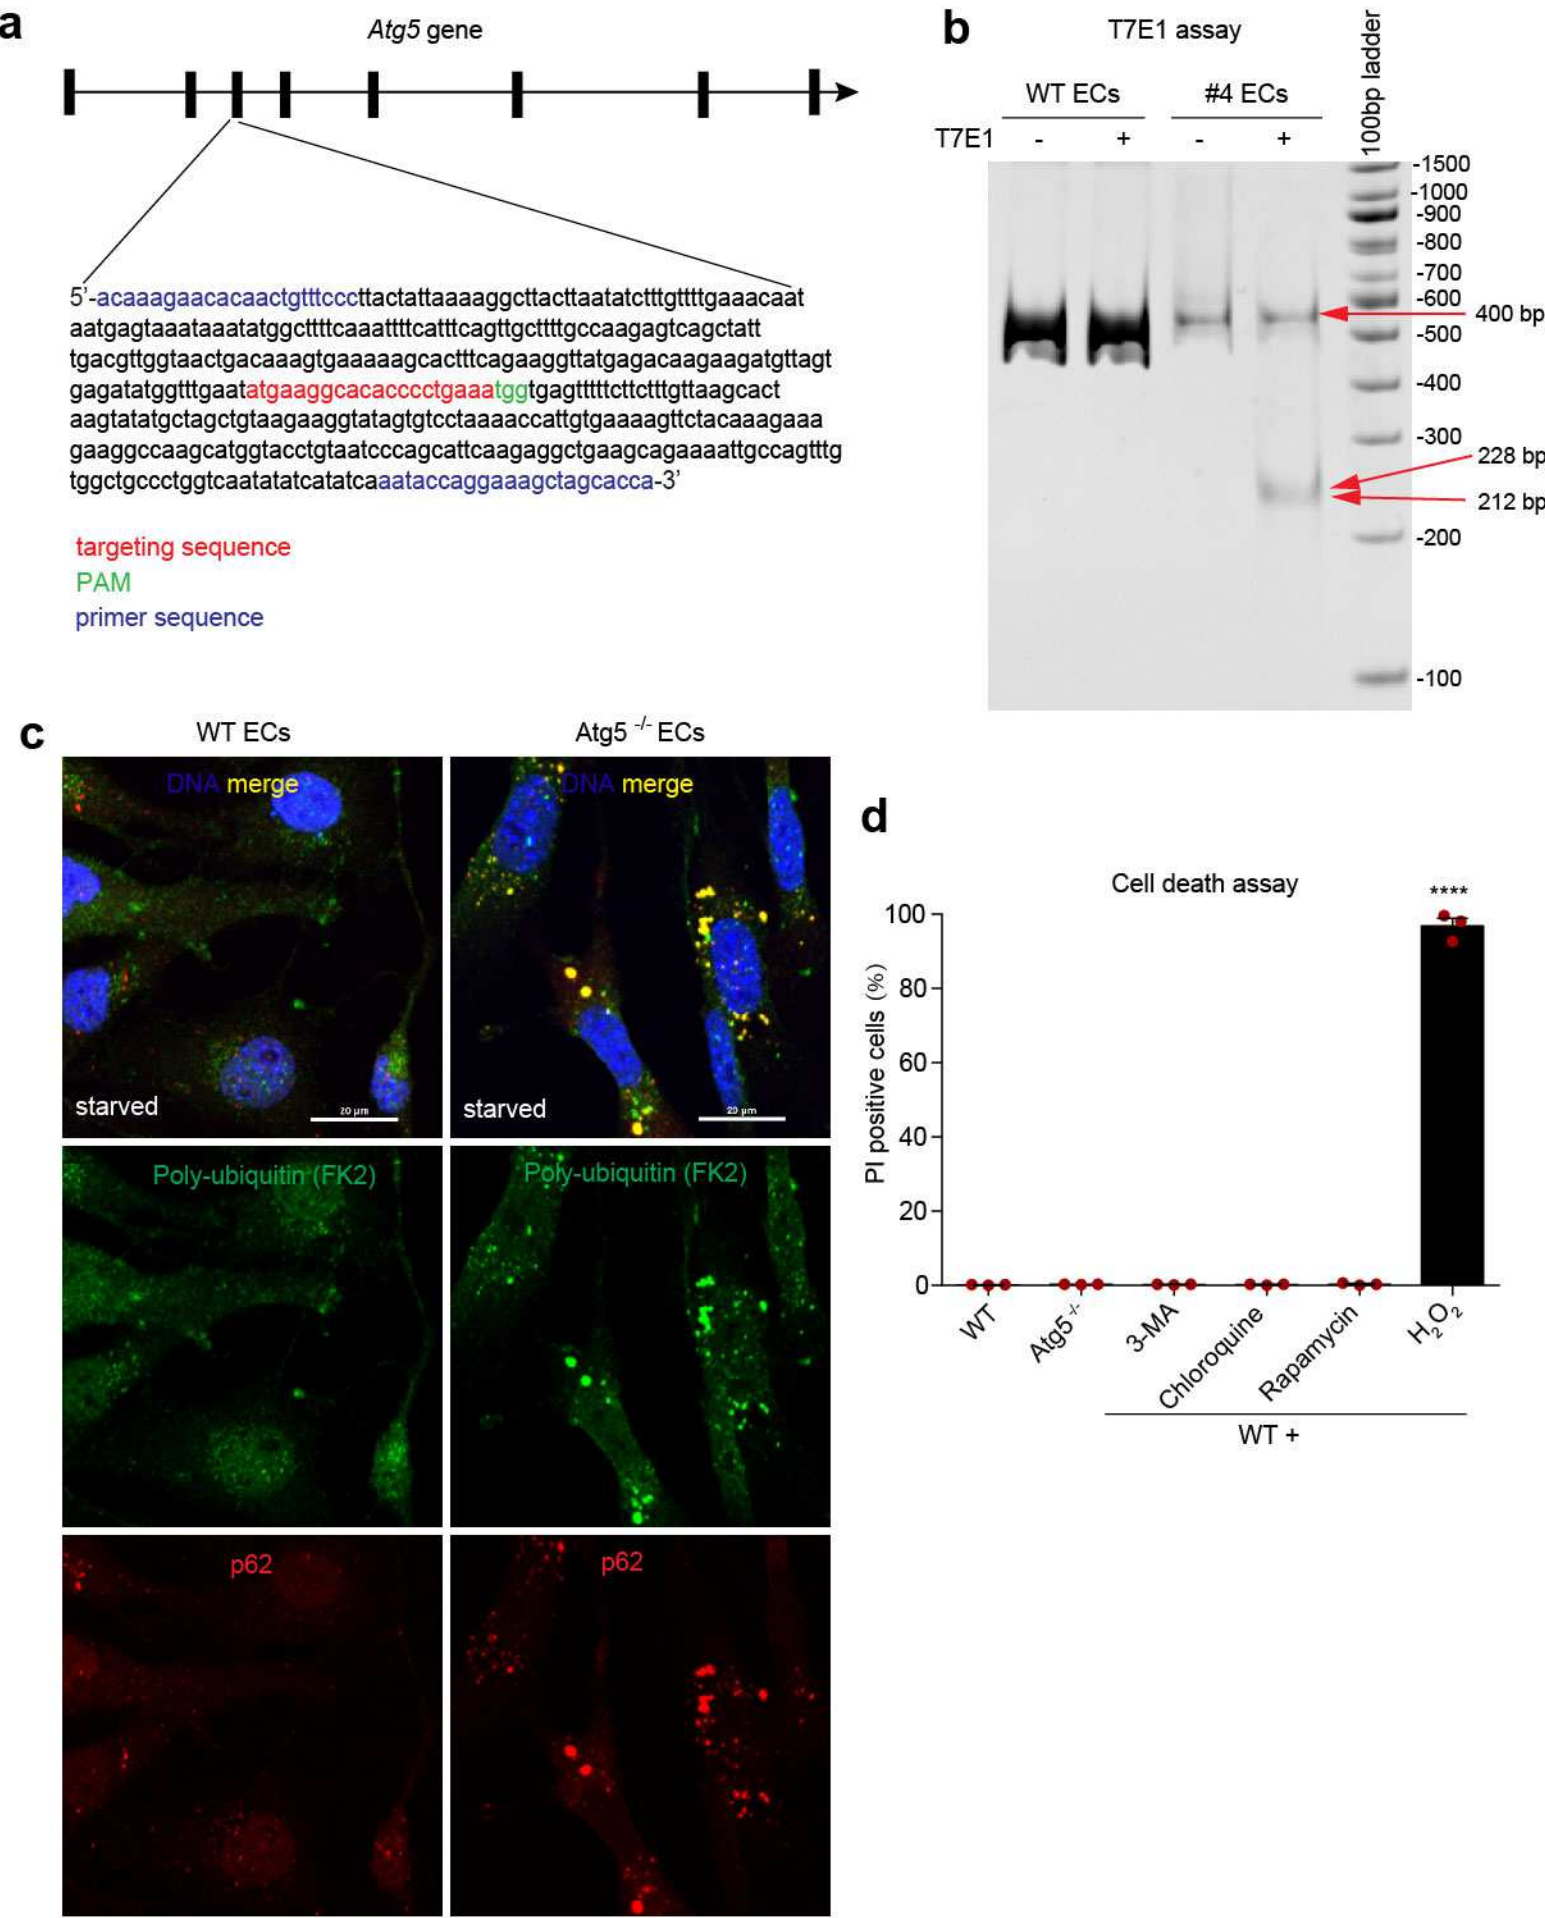 a
Atg5 gene
5’-acaaagaacacaactgtttcccttactattaaaaggcttacttaatatctttgttttgaaacaat
aatgagtaaataaatatggcttttcaaattttcatttcagttgcttttgccaagagtcagctatt
tgacgttggtaactgacaaagtgaaaaagcactttcagaaggttatgagacaagaagatgttagt
gagatatggtttgaatatgaaggcacacccctgaaatggtgagtttttcttctttgttaagcact
aagtatatgctagctgtaagaaggtatagtgtcctaaaaccattgtgaaaagttctacaaagaaa
gaaggccaagcatggtacctgtaatcccagcattcaagaggctgaagcagaaaattgccagtttg
tggctgccctggtcaatatatcatatcaaataccaggaaagctagcacca-3’
targeting sequence
PAM
primer sequence
b
T7E1 assay
WT ECs
#4 ECs
100bp ladder
T7E1 - + - +
-1500
-1000
-900
-800
-700
-600
400 bp
-500
-400
-300
228 bp
212 bp
-200
-100
c
WT ECs
Atg5 -/- ECs
DNA merge
DNA merge
starved
20 µm
starved
20 µm
Poly-ubiquitin (FK2)
Poly-ubiquitin (FK2)
p62
p62
d
Cell death assay
****
PI positive cells (%)
100
80
60
40
20
0
WT
Atg5-/-
3-MA
Chloroquine
Rapamycin
H2O2
WT +